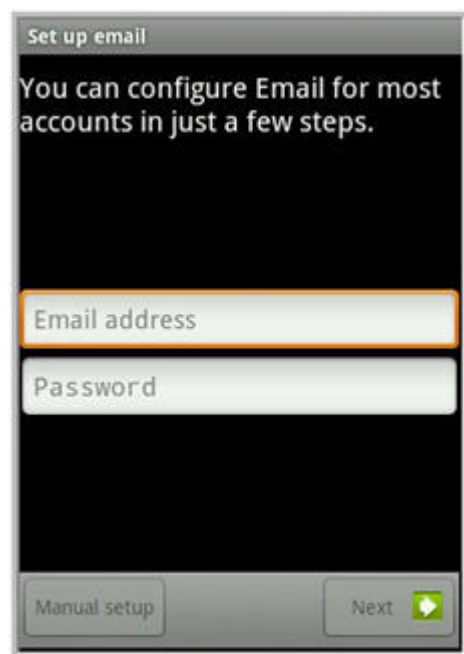 Set up email
You can configure Email for most
accounts in just a few steps.
Email address
Password
Manual setup
Next